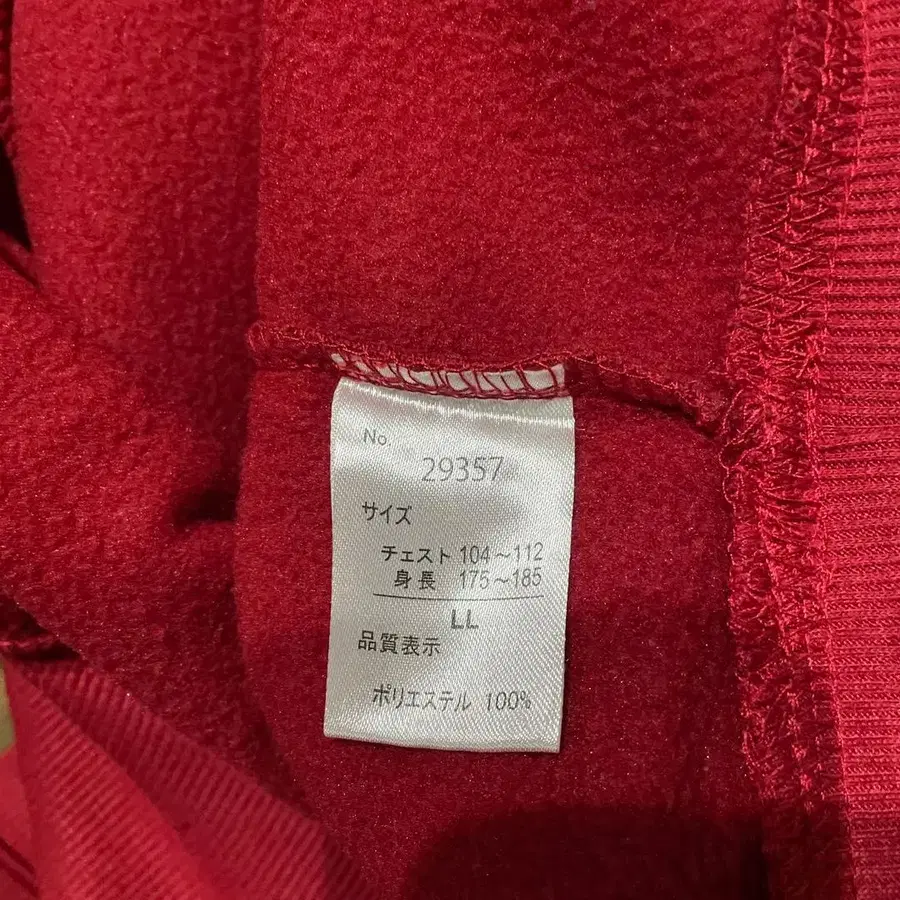 No.
29357
サイズ
チェスト 104～112
身長 175～185
LL
品質表示
ポリエステル 100%